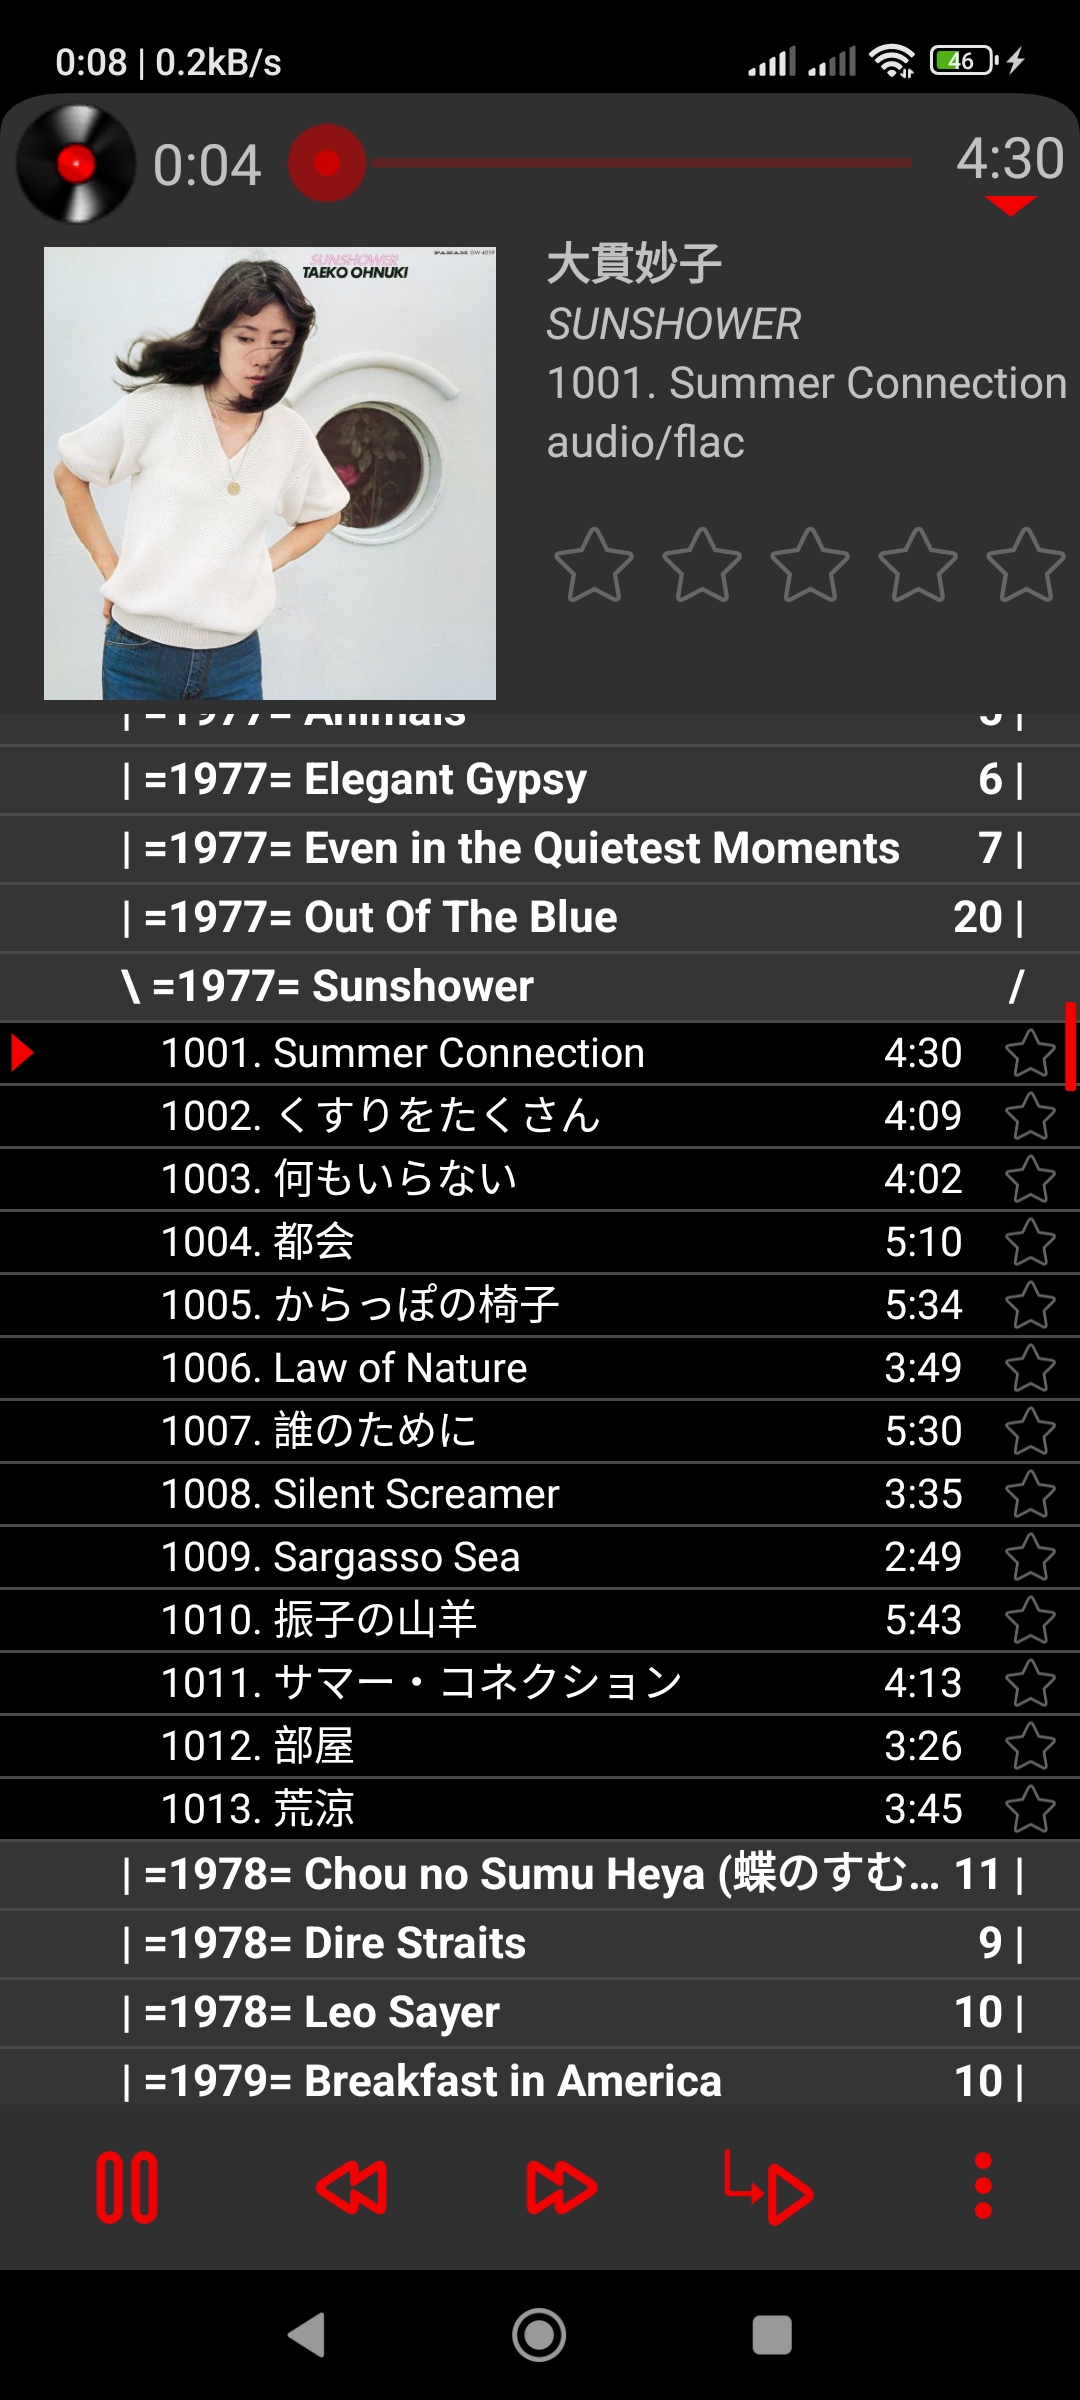 0:08 | 0.2kB/s
46
0:04
4:30
SUNSHOWER
TAEKO OHNUKI
PANAM GW-4029
大貫妙子
SUNSHOWER
1001. Summer Connection
audio/flac
| =1977= Animals 5 |
| =1977= Elegant Gypsy 6 |
| =1977= Even in the Quietest Moments 7 |
| =1977= Out Of The Blue 20 |
\ =1977= Sunshower /
1001. Summer Connection 4:30
1002. くすりをたくさん 4:09
1003. 何もいらない 4:02
1004. 都会 5:10
1005. からっぽの椅子 5:34
1006. Law of Nature 3:49
1007. 誰のために 5:30
1008. Silent Screamer 3:35
1009. Sargasso Sea 2:49
1010. 振子の山羊 5:43
1011. サマー・コネクション 4:13
1012. 部屋 3:26
1013. 荒涼 3:45
| =1978= Chou no Sumu Heya (蝶のすむ... 11 |
| =1978= Dire Straits 9 |
| =1978= Leo Sayer 10 |
| =1979= Breakfast in America 10 |